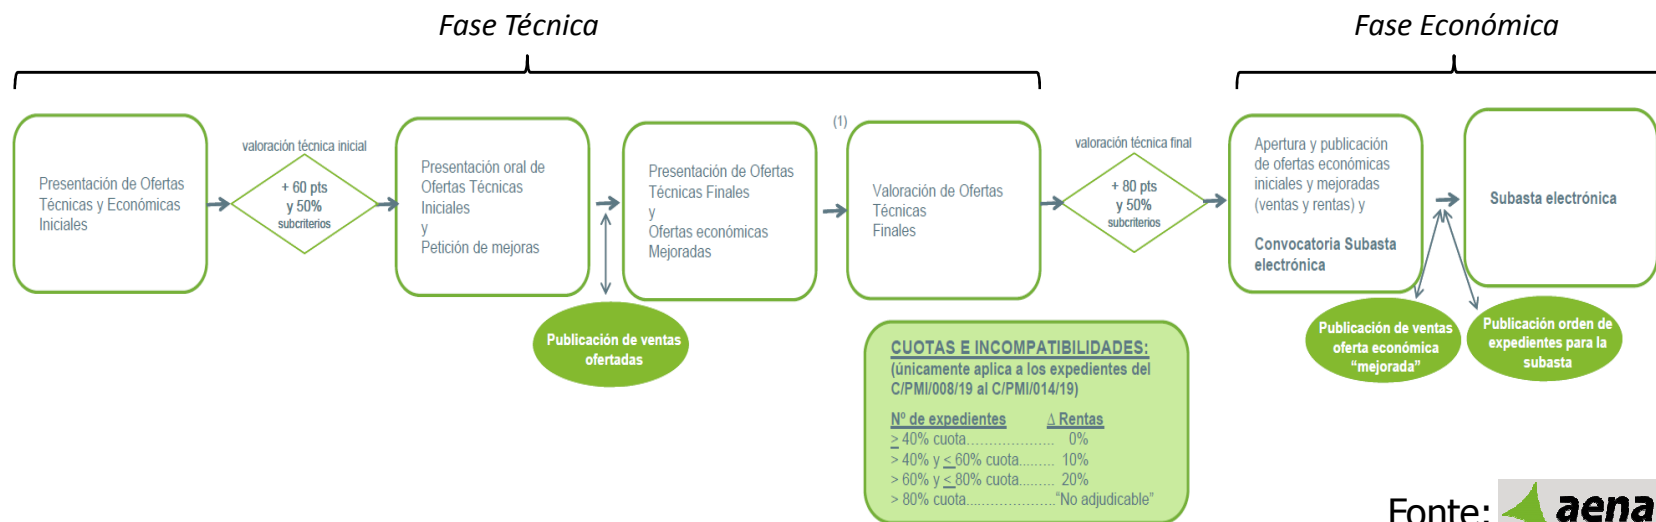 Fase Técnica
Fase Económica
Presentación de Ofertas
Técnicas y Económicas
Iniciales
valoración técnica inicial
+ 60 pts
y 50%
subcriterios
Presentación oral de
Ofertas Técnicas
Iniciales
y
Petición de mejoras
Publicación de ventas
ofertadas
Presentación de Ofertas
Técnicas Finales
y
Ofertas económicas
Mejoradas
(1)
Valoración de Ofertas
Técnicas
Finales
valoración técnica final
+ 80 pts
y 50%
subcriterios
Apertura y publicación
de ofertas económicas
iniciales y mejoradas
(ventas y rentas) y
Convocatoria Subasta
electrónica
Subasta electrónica
Publicación de ventas
oferta económica
“mejorada”
Publicación orden de
expedientes para la
subasta
CUOTAS E INCOMPATIBILIDADES:
(únicamente aplica a los expedientes del
C/PMI/008/19 al C/PMI/014/19)
Nº de expedientes Δ Rentas
> 40% cuota................... 0%
> 40% y < 60% cuota......... 10%
> 60% y < 80% cuota......... 20%
> 80% cuota..................... “No adjudicable”
Fonte: aena